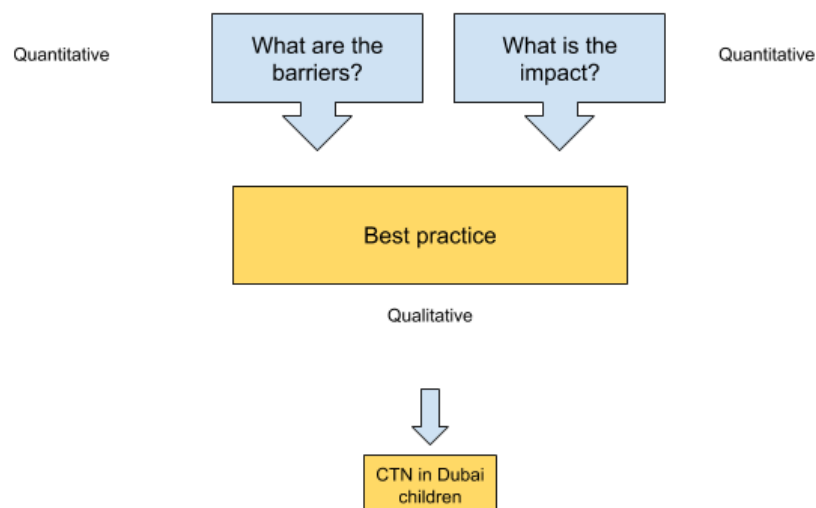 What are the
barriers?
What is the
impact?
Quantitative
Quantitative
Best practice
Qualitative
CTN in Dubai
children